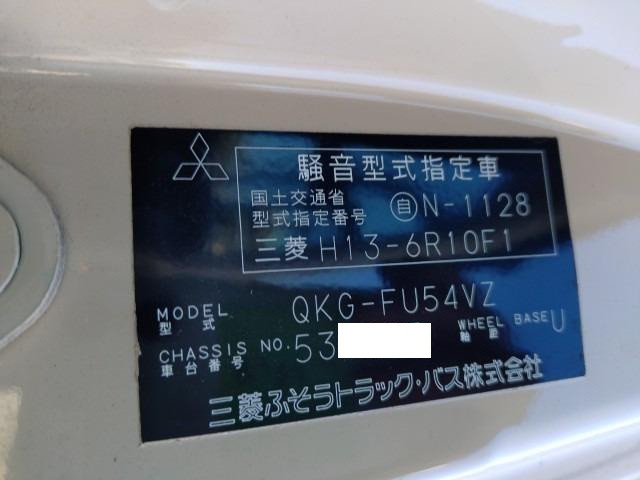 騒音型式指定車
国土交通省
型式指定番号 自 N-1128
三菱 H13-6R10F1
MODEL QKG-FU54VZ
型式
CHASSIS NO. 53 WHEEL BASE U
車台番号 軸距
三菱ふそうトラック・バス株式会社